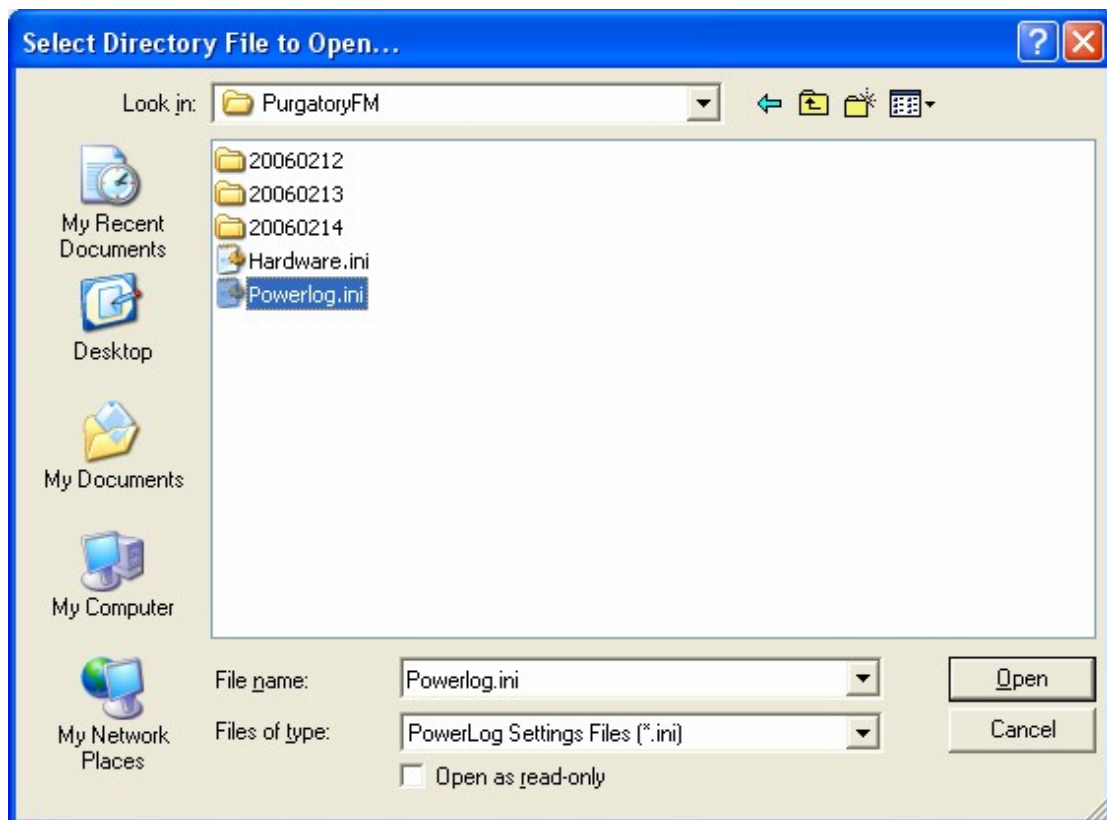 Select Directory File to Open...
Look in:
PurgatoryFM
My Recent
Documents
Desktop
My Documents
My Computer
My Network
Places
20060212
20060213
20060214
Hardware.ini
Powerlog.ini
File name:
Powerlog.ini
Open
Files of type:
PowerLog Settings Files (*.ini)
Cancel
Open as read-only